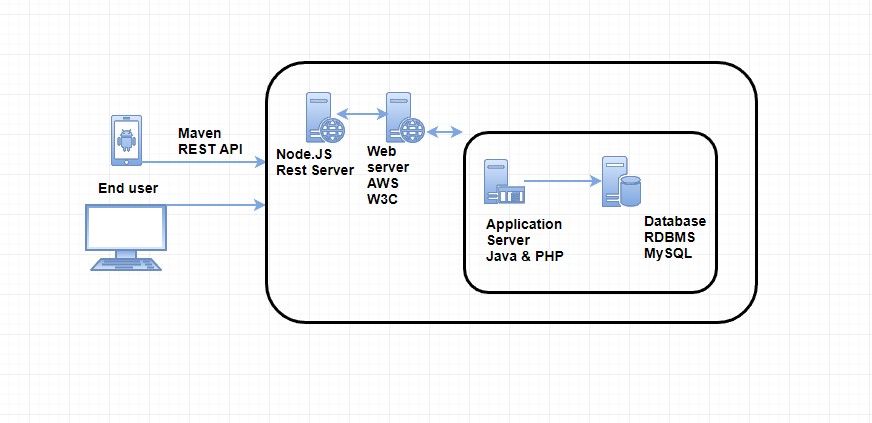 Maven
REST API
End user
Node.JS
Rest Server
Web
server
AWS
W3C
Application
Server
Java & PHP
Database
RDBMS
MySQL